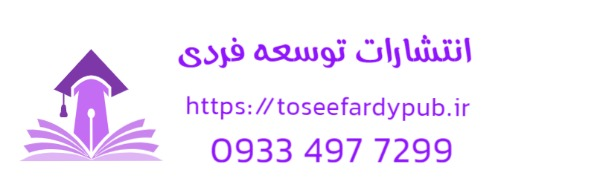 انتشارات توسعه فردی
https://toseefardypub.ir
0933 497 7299